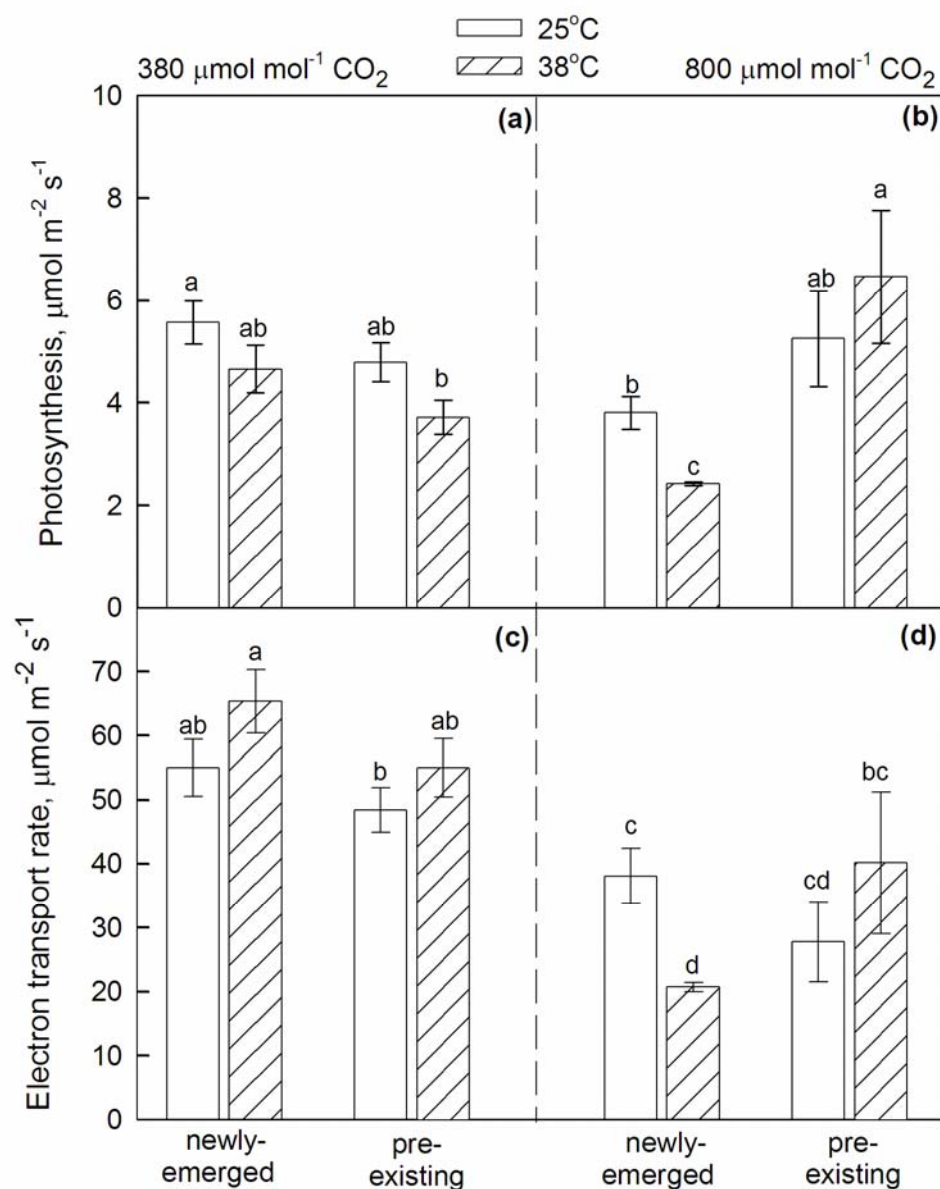 25°C
38°C
380 μmol mol⁻¹ CO₂
800 μmol mol⁻¹ CO₂
Photosynthesis, μmol m⁻² s⁻¹
10
8
6
4
2
0
(a)
a
ab
ab
b
(b)
b
c
ab
a
Electron transport rate, μmol m⁻² s⁻¹
70
60
50
40
30
20
10
0
(c)
ab
a
b
ab
(d)
c
d
cd
bc
newly-
emerged
pre-
existing
newly-
emerged
pre-
existing